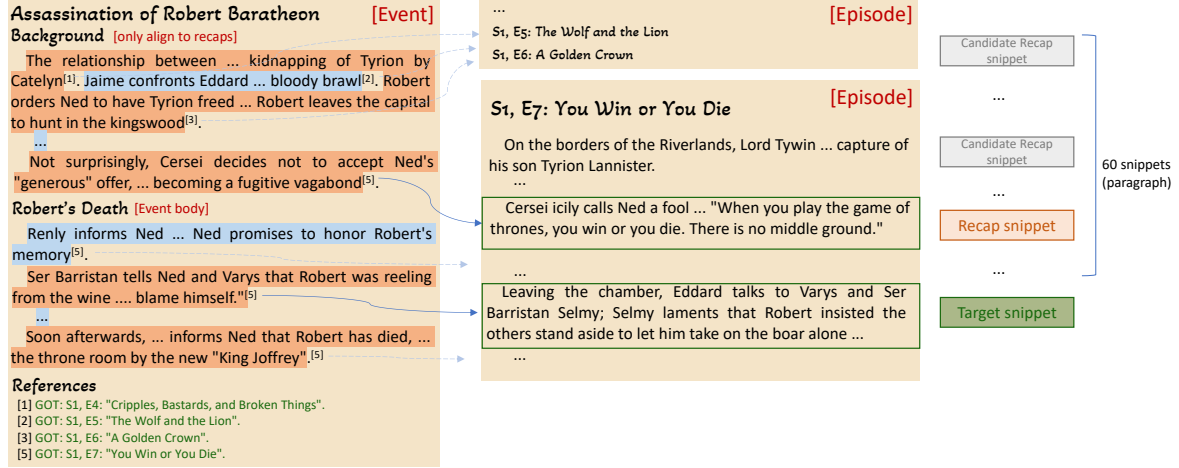 Assassination of Robert Baratheon
[Event]
Background [only align to recaps]
The relationship between ... kidnapping of Tyrion by
Catelyn[1]. Jaime confronts Eddard ... bloody brawl[2]. Robert
orders Ned to have Tyrion freed ... Robert leaves the capital
to hunt in the kingswood[3].
...
Not surprisingly, Cersei decides not to accept Ned's
"generous" offer, ... becoming a fugitive vagabond[5].
Robert's Death [Event body]
Renly informs Ned ... Ned promises to honor Robert's
memory[5].
Ser Barristan tells Ned and Varys that Robert was reeling
from the wine .... blame himself."[5]
...
Soon afterwards, ... informs Ned that Robert has died, ...
the throne room by the new "King Joffrey".[5]
References
[1] GOT: S1, E4: "Cripples, Bastards, and Broken Things".
[2] GOT: S1, E5: "The Wolf and the Lion".
[3] GOT: S1, E6: "A Golden Crown".
[5] GOT: S1, E7: "You Win or You Die".
...
[Episode]
S1, E5: The Wolf and the Lion
S1, E6: A Golden Crown
S1, E7: You Win or You Die
[Episode]
On the borders of the Riverlands, Lord Tywin ... capture of
his son Tyrion Lannister.
...
Cersei icily calls Ned a fool ... "When you play the game of
thrones, you win or you die. There is no middle ground."
...
Leaving the chamber, Eddard talks to Varys and Ser
Barristan Selmy; Selmy laments that Robert insisted the
others stand aside to let him take on the boar alone ...
...
Candidate Recap
snippet
...
Candidate Recap
snippet
...
Recap snippet
...
Target snippet
60 snippets
(paragraph)